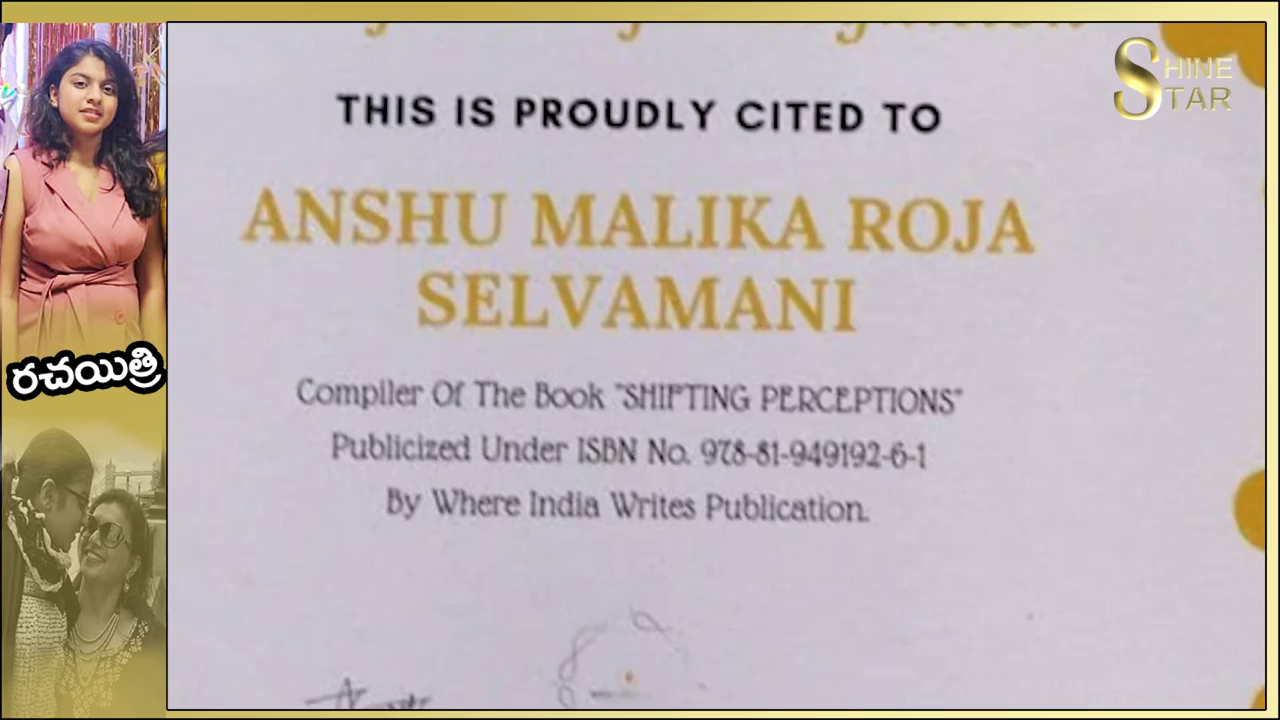 SHINE
STAR
THIS IS PROUDLY CITED TO
ANSHU MALIKA ROJA
SELVAMANI
Compiler Of The Book "SHIFTING PERCEPTIONS"
Publicized Under ISBN No. 978-81-949192-6-1
By Where India Writes Publication.
రచయిత్రి